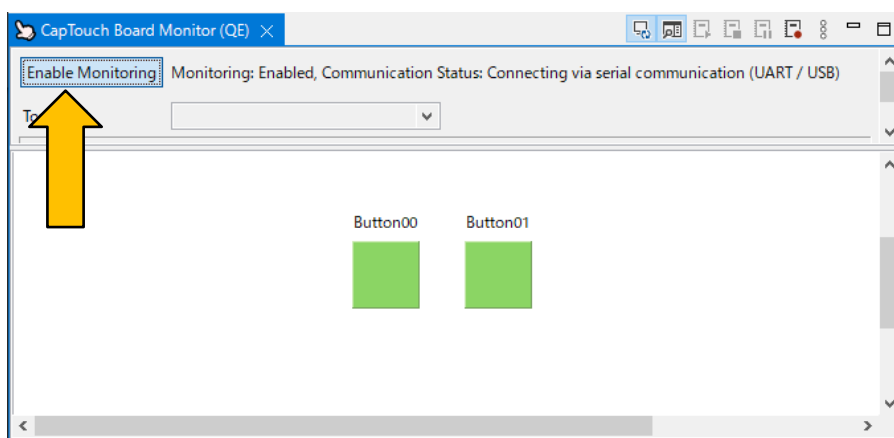 CapTouch Board Monitor (QE)
Enable Monitoring Monitoring: Enabled, Communication Status: Connecting via serial communication (UART / USB)
Button00 Button01